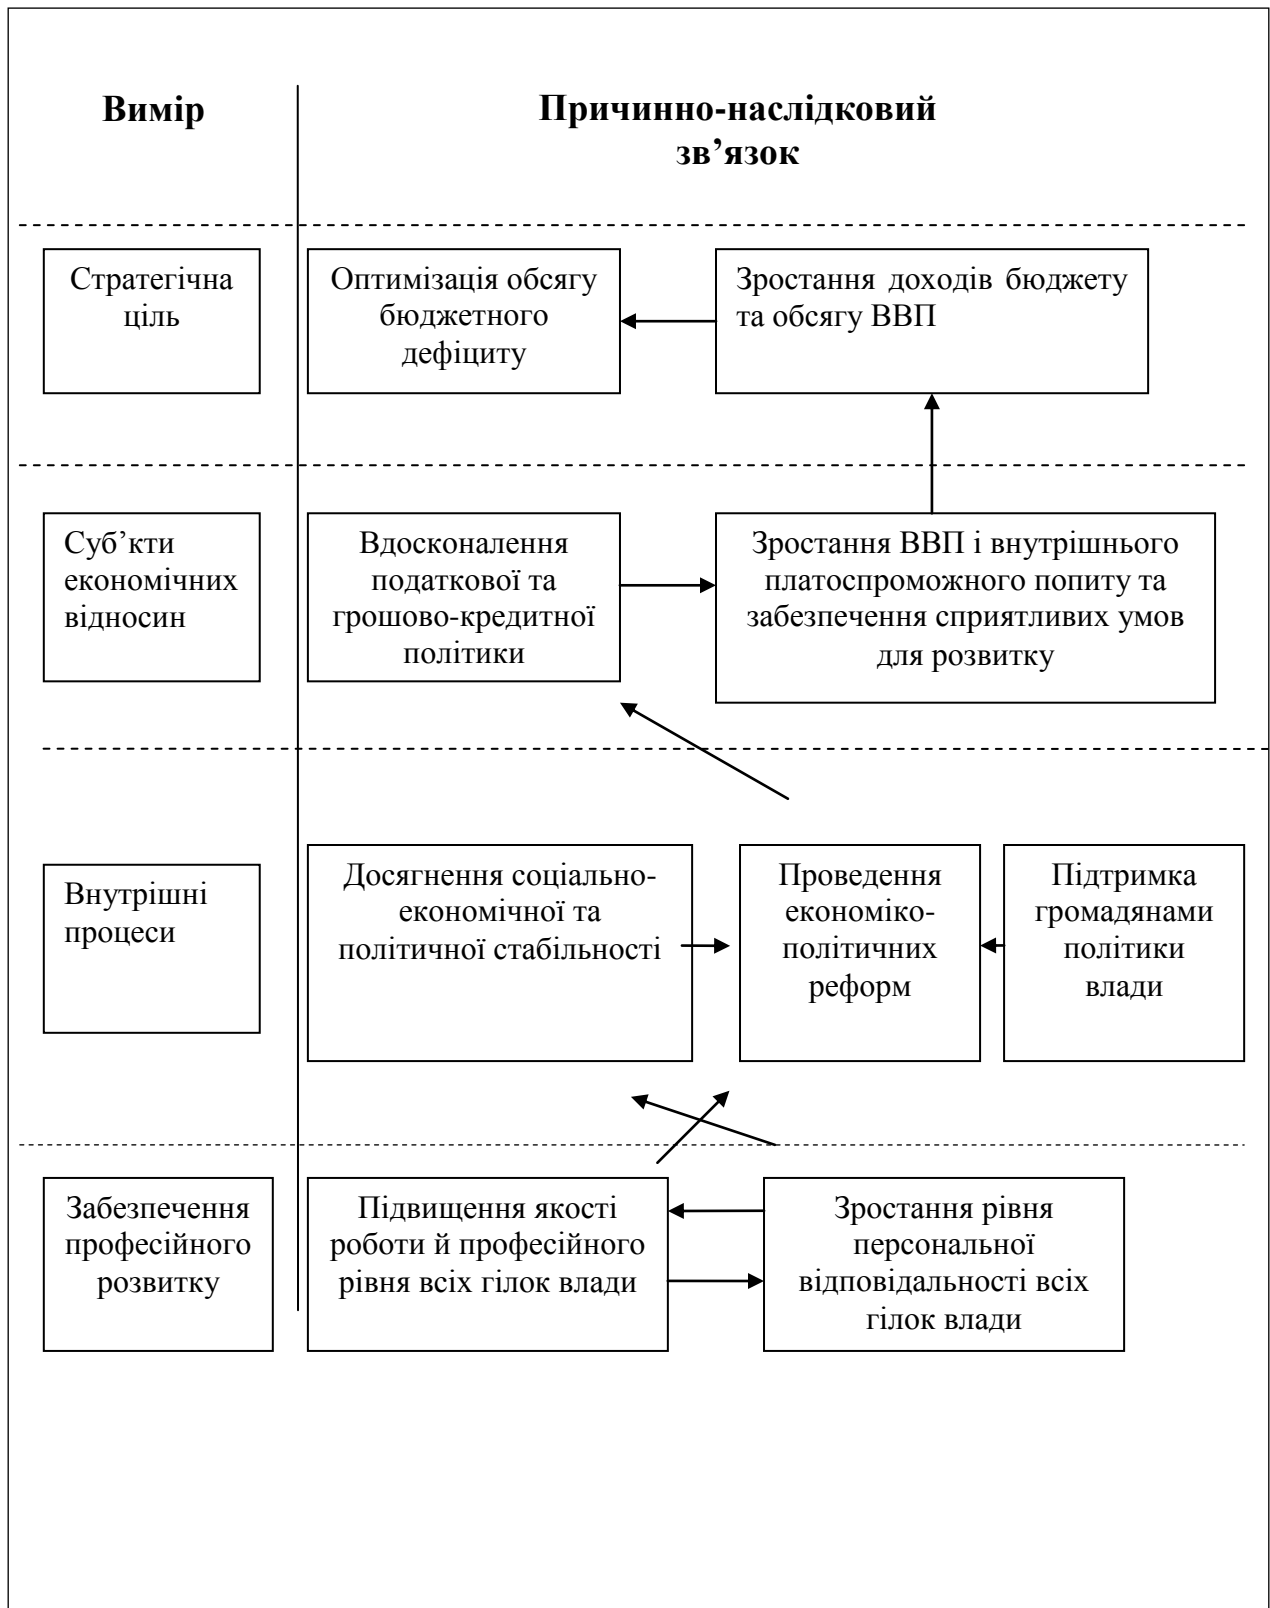 Вимір
Причинно-наслідковий
зв’язок
Стратегічна
ціль
Оптимізація обсягу
бюджетного
дефіциту
Зростання доходів бюджету
та обсягу ВВП
Суб’кти
економічних
відносин
Вдосконалення
податкової та
грошово-кредитної
політики
Зростання ВВП і внутрішнього
платоспроможного попиту та
забезпечення сприятливих умов
для розвитку
Внутрішні
процеси
Досягнення соціально-
економічної та
політичної стабільності
Проведення
економіко-
політичних
реформ
Підтримка
громадянами
політики
влади
Забезпечення
професійного
розвитку
Підвищення якості
роботи й професійного
рівня всіх гілок влади
Зростання рівня
персональної
відповідальності всіх
гілок влади